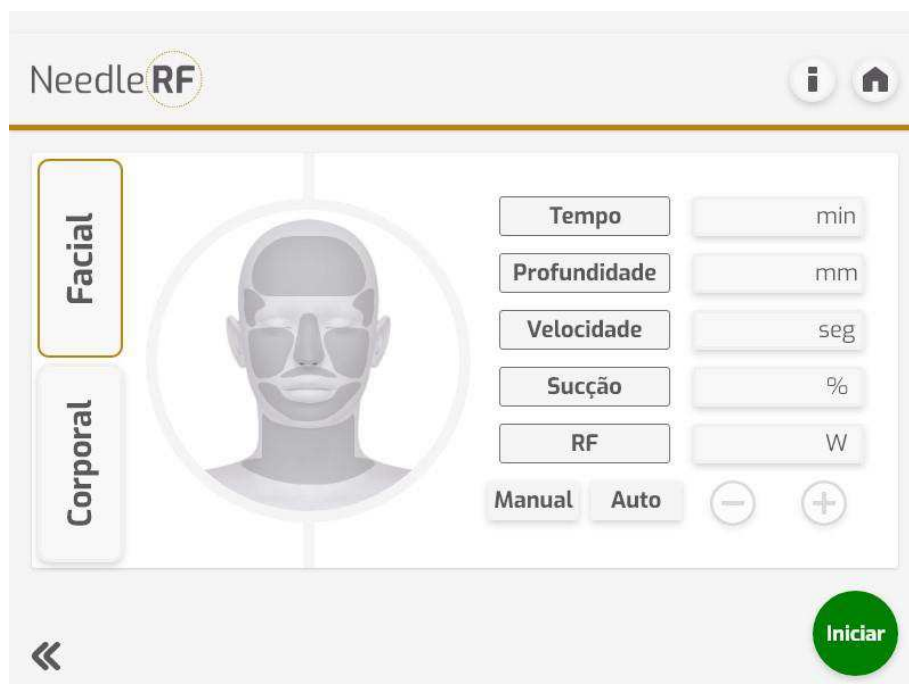 NeedleRF
Facial
Corporal
Tempo min
Profundidade mm
Velocidade seg
Sucção %
RF W
Manual Auto
Iniciar